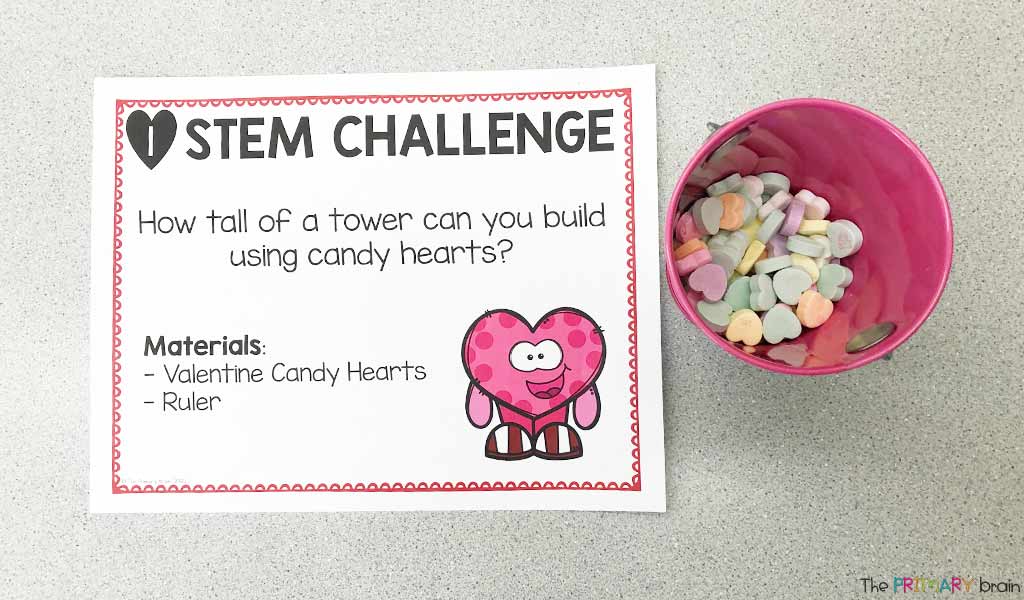 1 STEM CHALLENGE
How tall of a tower can you build
using candy hearts?
Materials:
- Valentine Candy Hearts
- Ruler
The PRIMARY brain